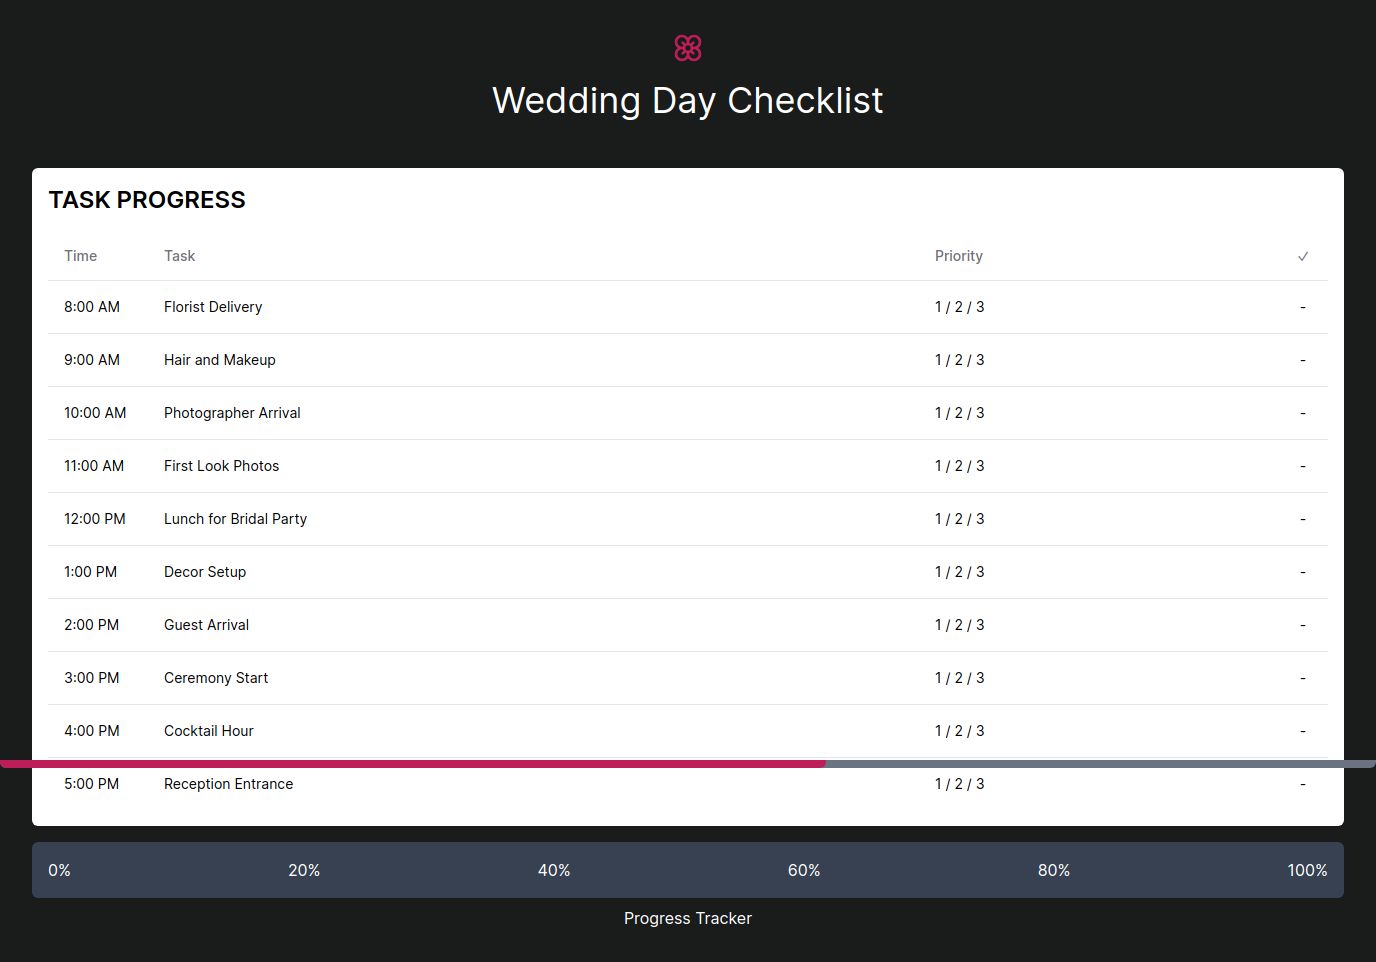 Wedding Day Checklist
TASK PROGRESS
Time Task Priority ✓
8:00 AM Florist Delivery 1 / 2 / 3 -
9:00 AM Hair and Makeup 1 / 2 / 3 -
10:00 AM Photographer Arrival 1 / 2 / 3 -
11:00 AM First Look Photos 1 / 2 / 3 -
12:00 PM Lunch for Bridal Party 1 / 2 / 3 -
1:00 PM Decor Setup 1 / 2 / 3 -
2:00 PM Guest Arrival 1 / 2 / 3 -
3:00 PM Ceremony Start 1 / 2 / 3 -
4:00 PM Cocktail Hour 1 / 2 / 3 -
5:00 PM Reception Entrance 1 / 2 / 3 -
0% 20% 40% 60% 80% 100%
Progress Tracker